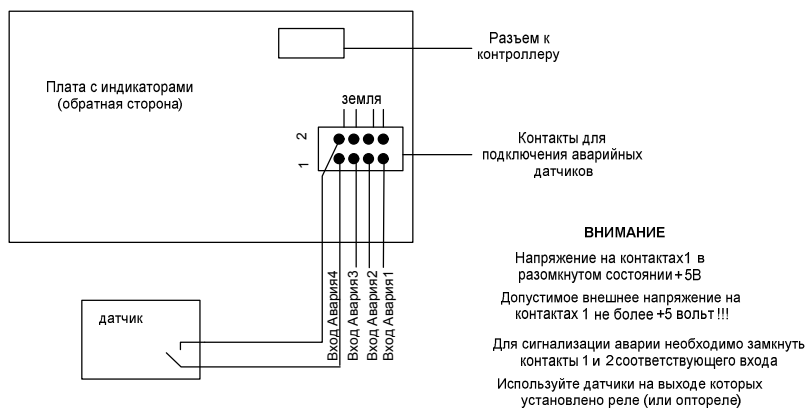 Разъем к
контроллеру
Плата с индикаторами
(обратная сторона)
земля
2
1
Контакты для
подключения аварийных
датчиков
Вход Авария4
Вход Авария3
Вход Авария2
Вход Авария1
датчик
ВНИМАНИЕ
Напряжение на контактах1 в
разомкнутом состоянии+5В
Допустимое внешнее напряжение на
контактах 1 не более +5 вольт!!!
Для сигнализации аварии необходимо замкнуть
контакты 1 и 2соответствующего входа
Используйте датчики на выходе которых
установлено реле (или оптореле)